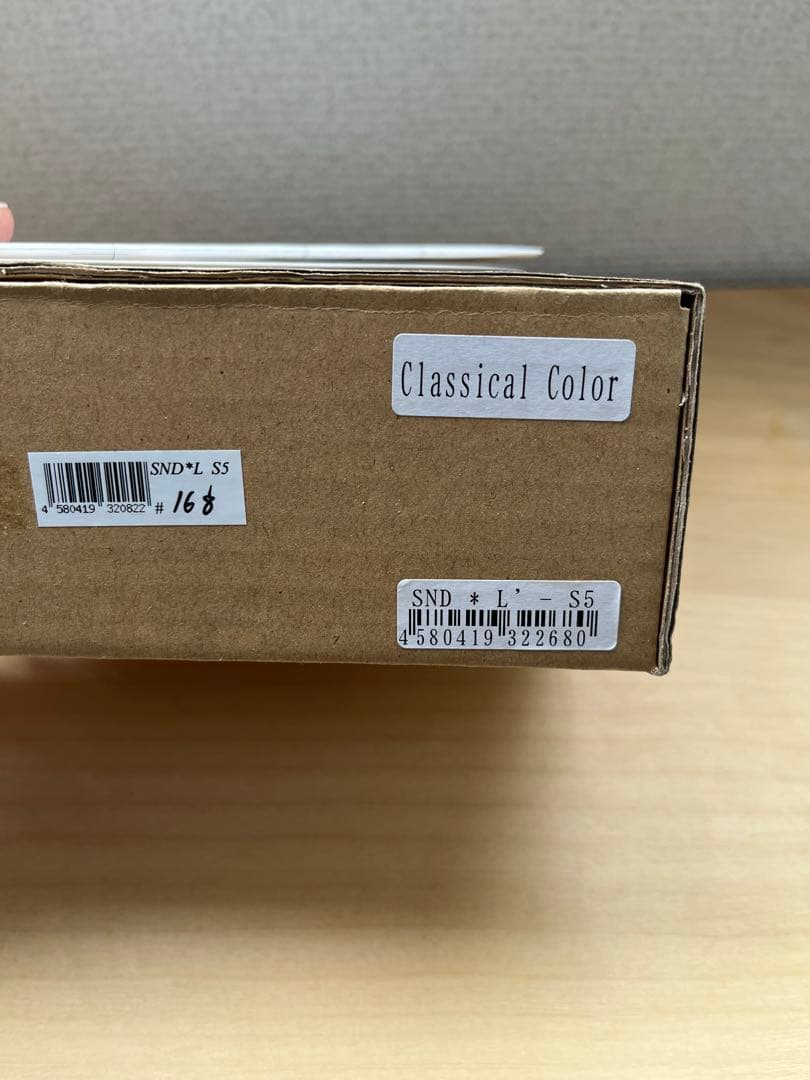 Classical Color
SND*L S5
4 580419 320822 # 168
SND * L' - S5
4 580419 322680